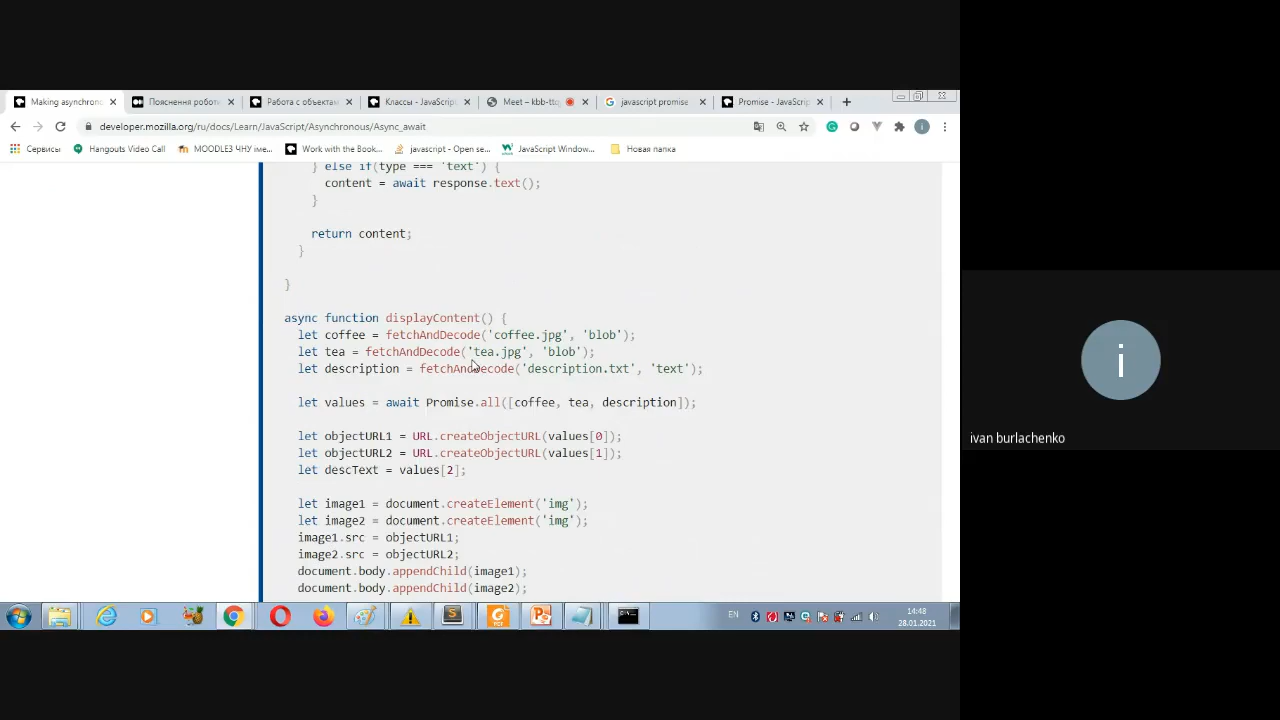 Making asynchrono
Пояснення роботи
Работа с объектам
Классы - JavaScript
Meet – kbb-ttq
javascript promise
Promise - JavaScrip
developer.mozilla.org/ru/docs/Learn/JavaScript/Asynchronous/Async_await
Сервисы
Hangouts Video Call
MOODLE3 ЧНУ іме...
Work with the Book...
javascript - Open se...
JavaScript Window...
Новая папка
} else if(type === 'text') {
content = await response.text();
}
return content;
}
}
async function displayContent() {
let coffee = fetchAndDecode('coffee.jpg', 'blob');
let tea = fetchAndDecode('tea.jpg', 'blob');
let description = fetchAndDecode('description.txt', 'text');
let values = await Promise.all([coffee, tea, description]);
let objectURL1 = URL.createObjectURL(values[0]);
let objectURL2 = URL.createObjectURL(values[1]);
let descText = values[2];
let image1 = document.createElement('img');
let image2 = document.createElement('img');
image1.src = objectURL1;
image2.src = objectURL2;
document.body.appendChild(image1);
document.body.appendChild(image2);
i
ivan burlachenko
EN
14:48
28.01.2021